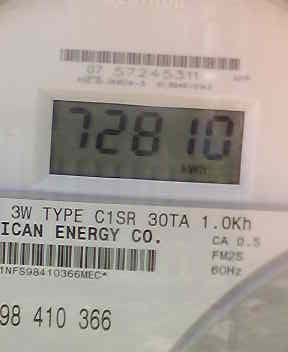 07 57245311
72810
KWH
3W TYPE C1SR 30TA 1.0Kh
ICAN ENERGY CO.
CA 0.5
FM2S
60Hz
1NFS98410366MEC*
98 410 366